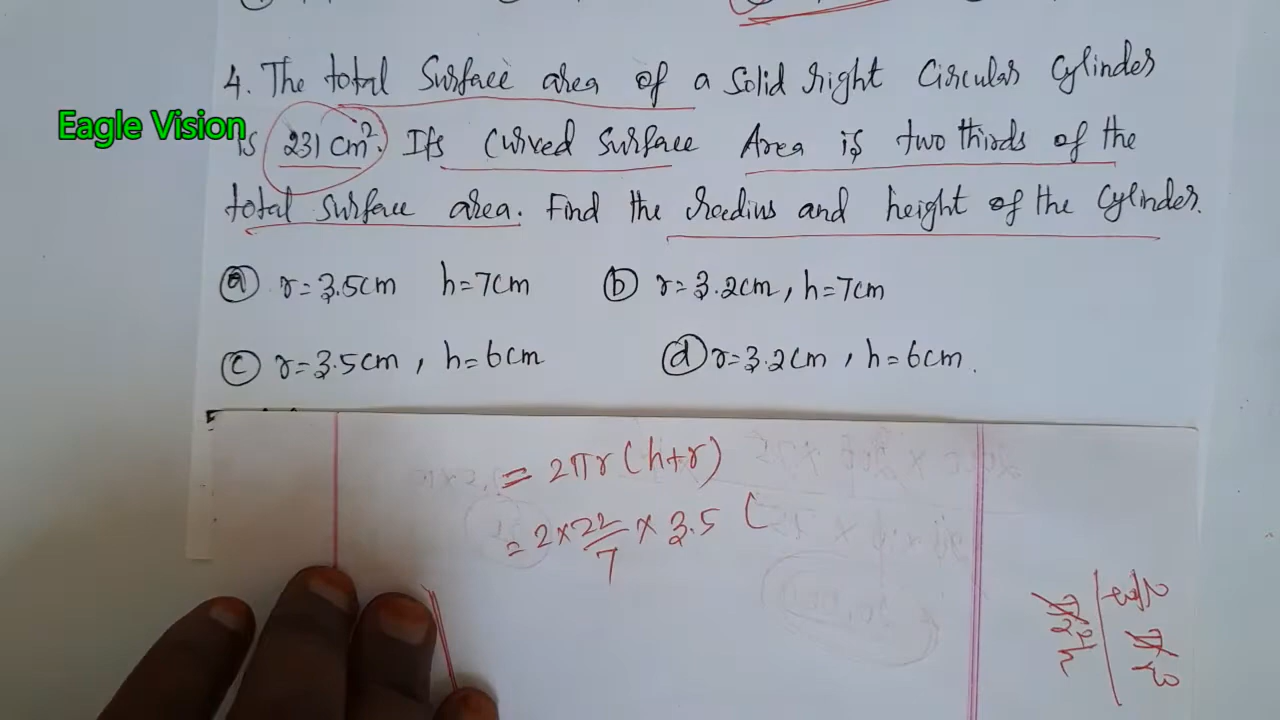 4. The total Surface area of a Solid right Circular Cylinder
Eagle Vision
is 231 cm². Its Curved Surface Area is two thirds of the
total surface area. Find the radius and height of the Cylinder.
ⓐ r=3.5cm h=7cm ⓑ r=3.2cm, h=7cm
ⓒ r=3.5cm, h=6cm ⓓ r=3.2cm, h=6cm.
= 2πr(h+r)
= 2×22/7 × 3.5 (